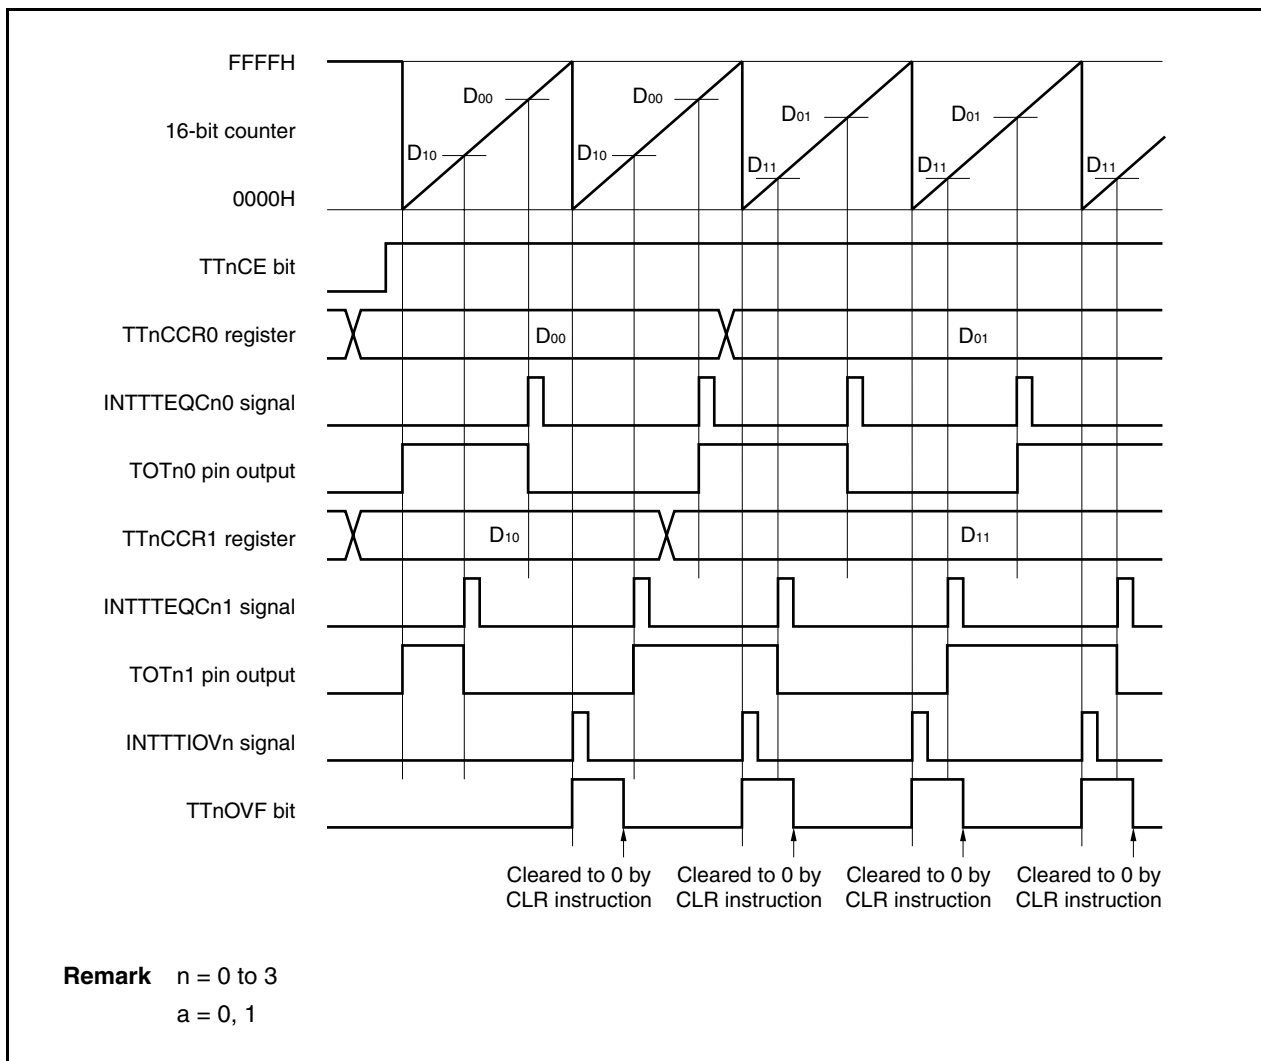 FFFFH
D00
D00
D01
D01
16-bit counter
D10
D10
D11
D11
D11
0000H
TTnCE bit
TTnCCR0 register
D00
D01
INTTTEQCn0 signal
TOTn0 pin output
TTnCCR1 register
D10
D11
INTTTEQCn1 signal
TOTn1 pin output
INTTTIOVn signal
TTnOVF bit
Cleared to 0 by
CLR instruction
Cleared to 0 by
CLR instruction
Cleared to 0 by
CLR instruction
Cleared to 0 by
CLR instruction
Remark n = 0 to 3
a = 0, 1